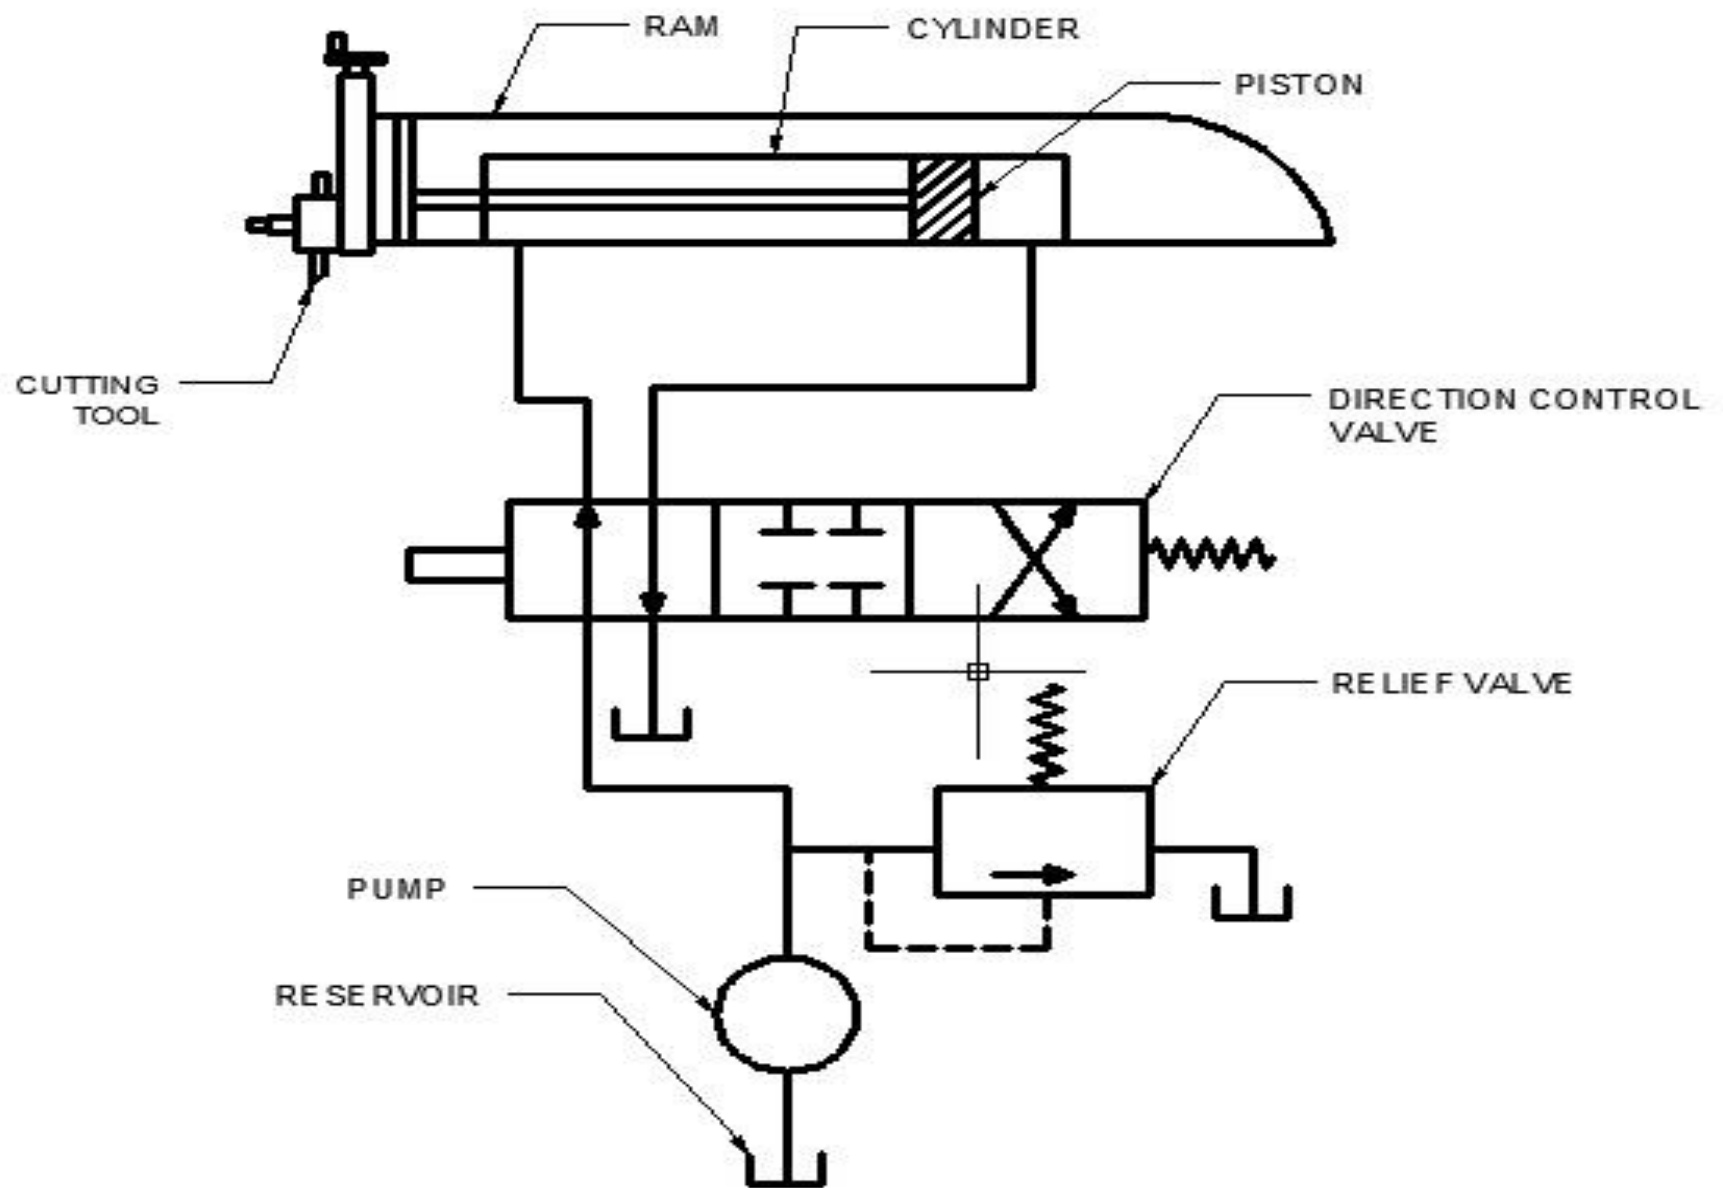 RAM
CYLINDER
PISTON
CUTTING
TOOL
DIRECTION CONTROL
VALVE
RELIEF VALVE
PUMP
RESERVOIR